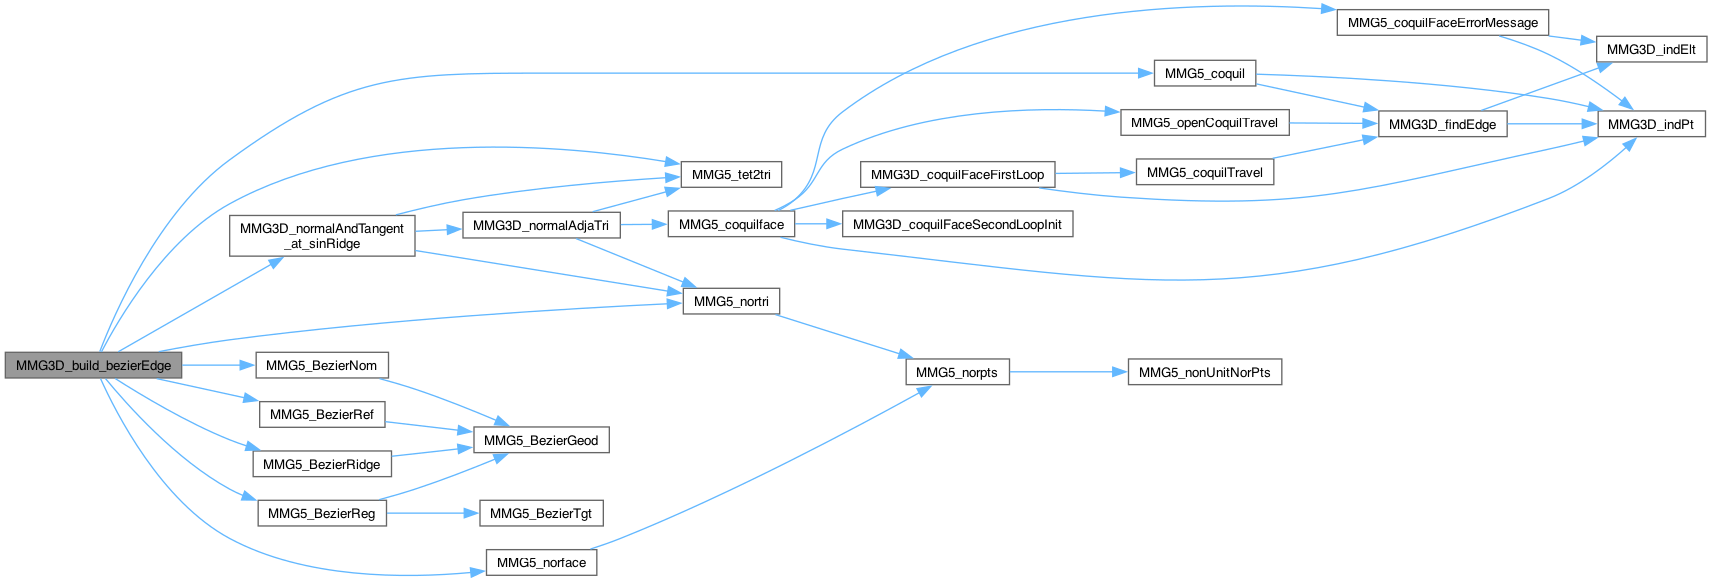 MMG5_coquilFaceErrorMessage
MMG3D_indElt
MMG5_coquil
MMG5_openCoquilTravel
MMG3D_findEdge
MMG3D_indPt
MMG5_tet2tri
MMG3D_coquilFaceFirstLoop
MMG5_coquilTravel
MMG3D_normalAndTangent
_at_sinRidge
MMG3D_normalAdjaTri
MMG5_coquilface
MMG3D_coquilFaceSecondLoopInit
MMG5_nortri
MMG3D_build_bezierEdge
MMG5_BezierNom
MMG5_norpts
MMG5_nonUnitNorPts
MMG5_BezierRef
MMG5_BezierGeod
MMG5_BezierRidge
MMG5_BezierReg
MMG5_BezierTgt
MMG5_norface